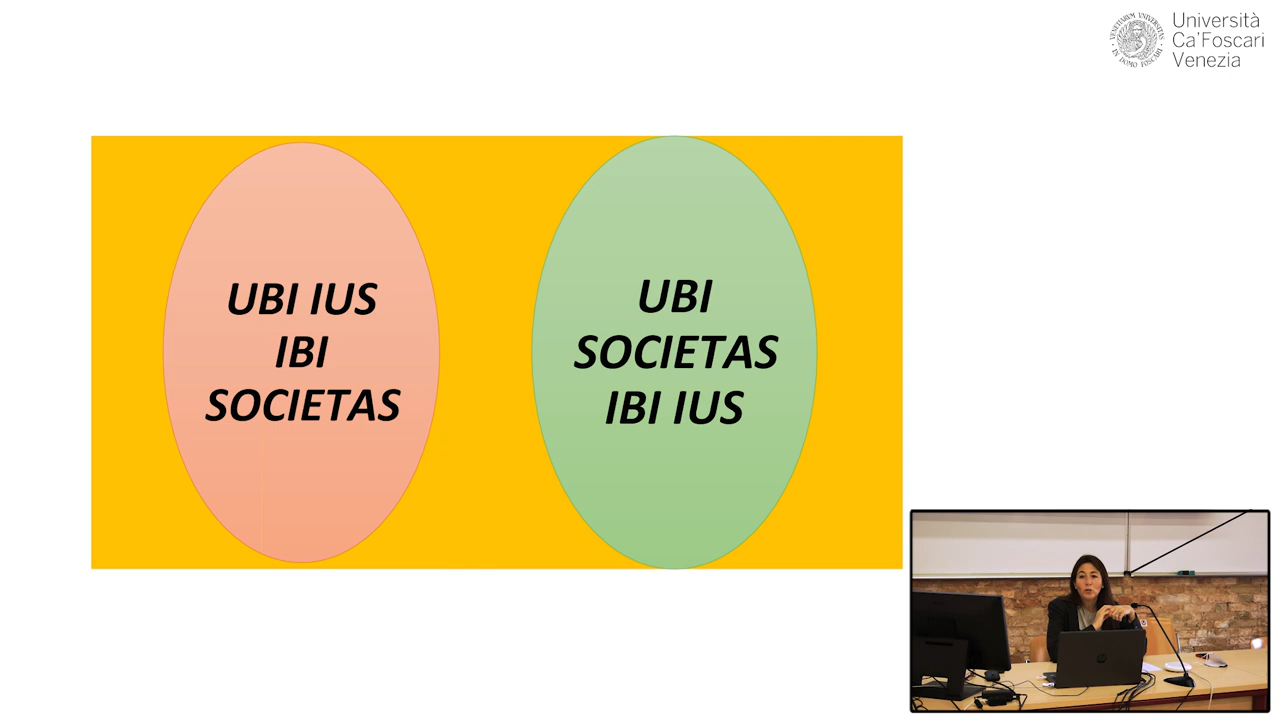 Università
Ca'Foscari
Venezia
UBI IUS
IBI
SOCIETAS
UBI
SOCIETAS
IBI IUS